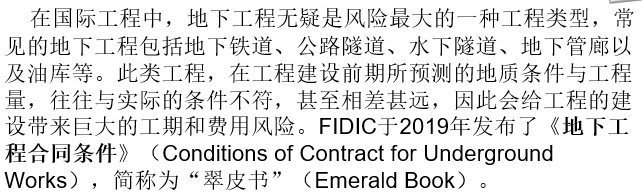 在国际工程中，地下工程无疑是风险最大的一种工程类型，常
见的地下工程包括地下铁道、公路隧道、水下隧道、地下管廊以
及油库等。此类工程，在工程建设前期所预测的地质条件与工程
量，往往与实际的条件不符，甚至相差甚远，因此会给工程的建
设带来巨大的工期和费用风险。FIDIC于2019年发布了《地下工
程合同条件》（Conditions of Contract for Underground
Works），简称为“翠皮书”（Emerald Book）。